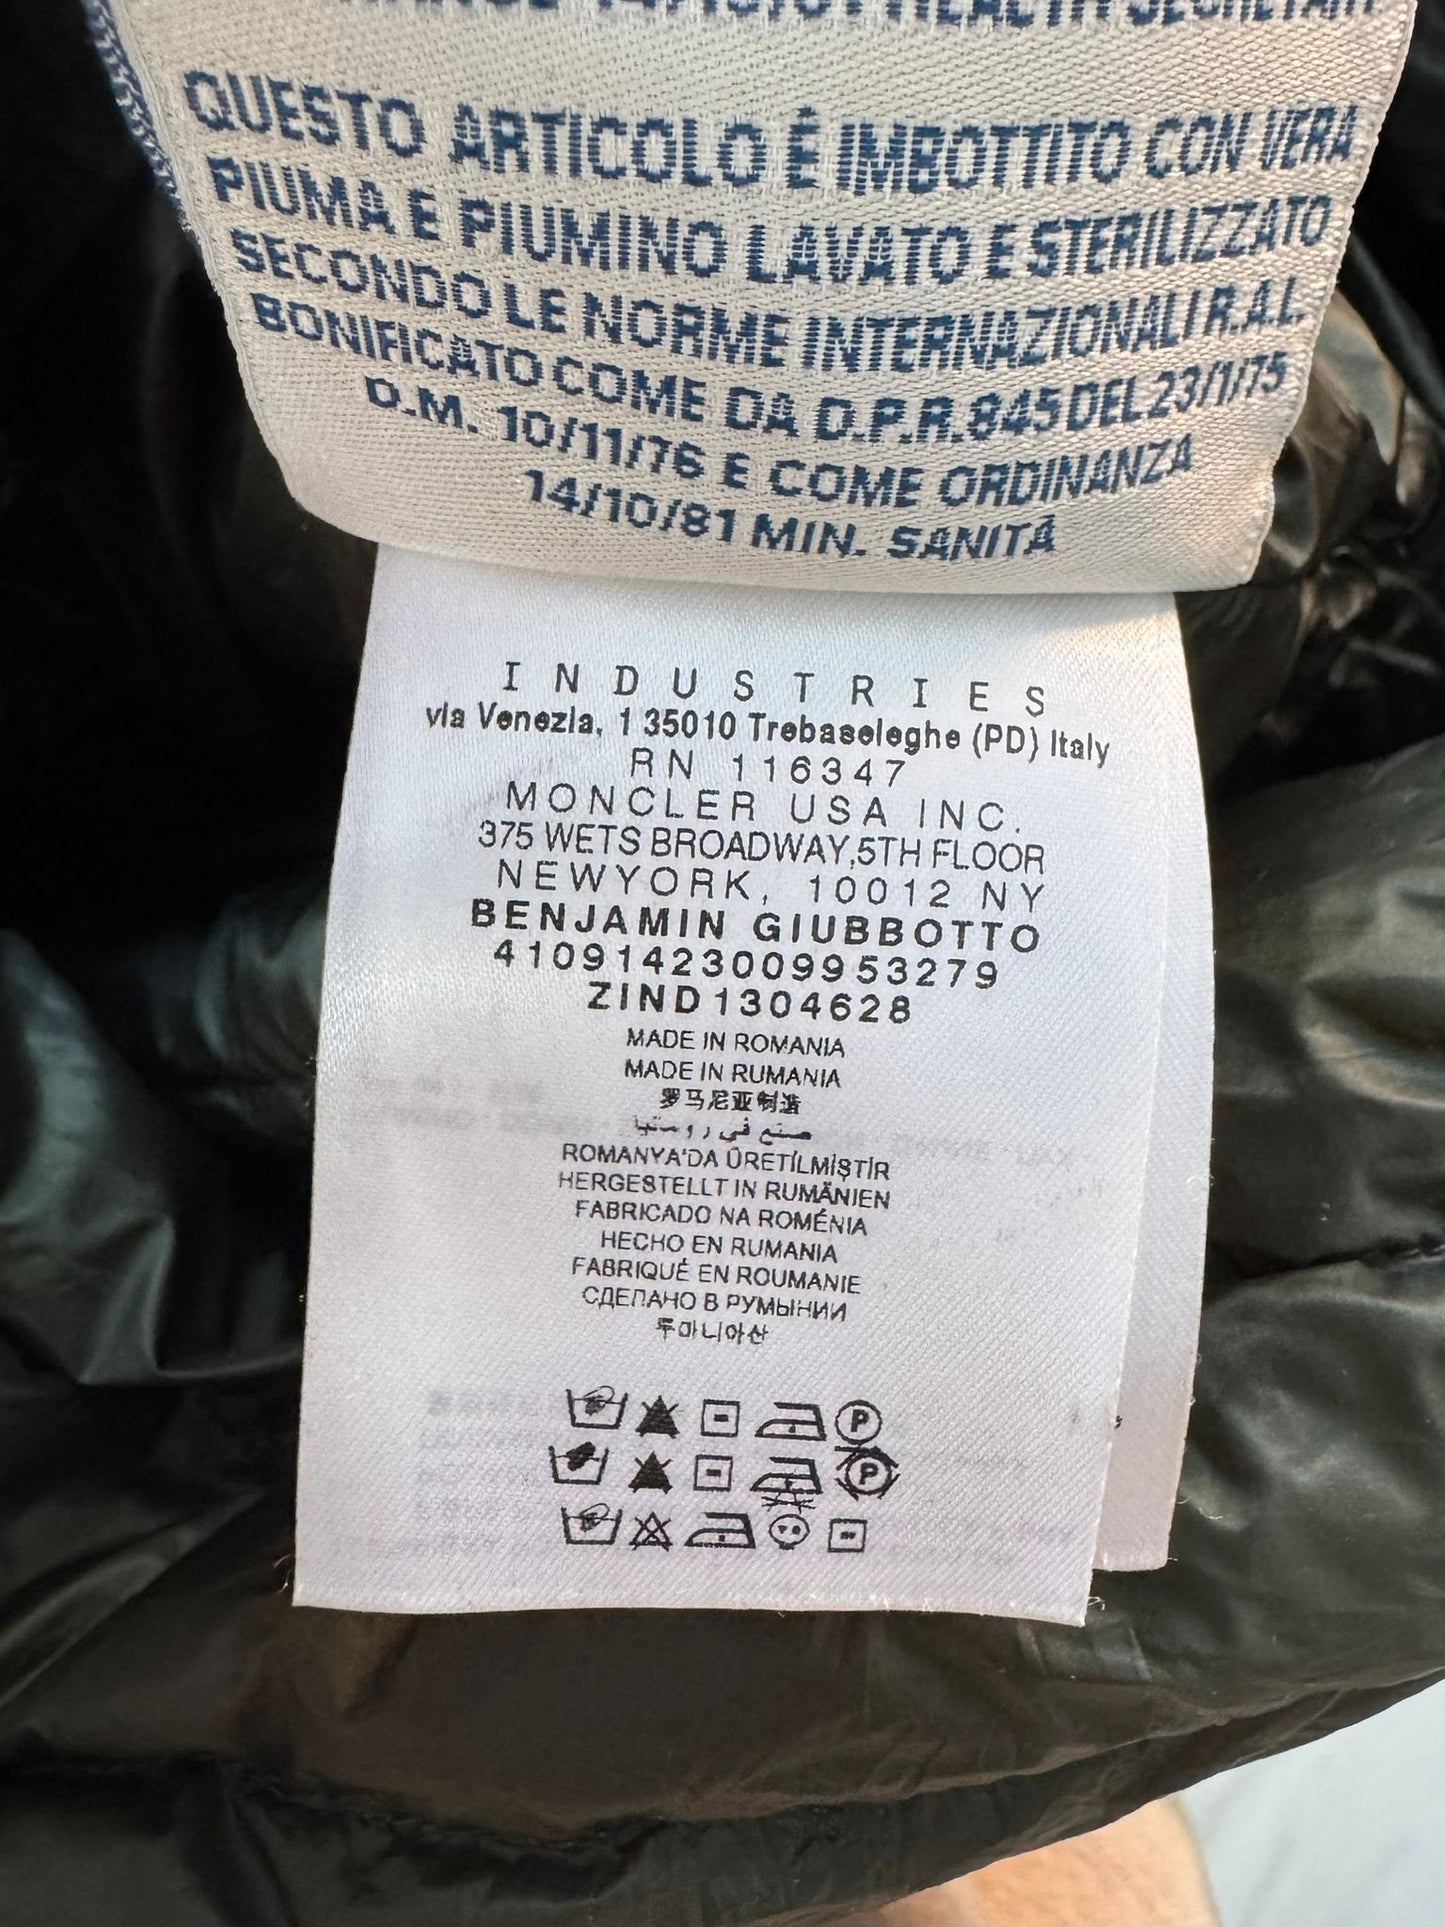 QUESTO ARTICOLO É IMBOTTITO CON VERA
PIUMA E PIUMINO LAVATO E STERILIZZATO
SECONDO LE NORME INTERNAZIONALI R.A.L.
BONIFICATO COME DA D.P.R. 845 DEL 23/1/75
D.M. 10/11/76 E COME ORDINANZA
14/10/81 MIN. SANITÁ
INDUSTRIES
via Venezia, 1 35010 Trebaseleghe (PD) Italy
RN 116347
MONCLER USA INC.
375 WETS BROADWAY,5TH FLOOR
NEWYORK, 10012 NY
BENJAMIN GIUBBOTTO
41091423009953279
ZIND1304628
MADE IN ROMANIA
MADE IN RUMANIA
罗马尼亚制造
صنع في رومانيا
ROMANYA'DA ÜRETİLMİŞTİR
HERGESTELLT IN RUMÄNIEN
FABRICADO NA ROMÉNIA
HECHO EN RUMANIA
FABRIQUÉ EN ROUMANIE
СДЕЛАНО В РУМЫНИИ
루마니아산
P
P